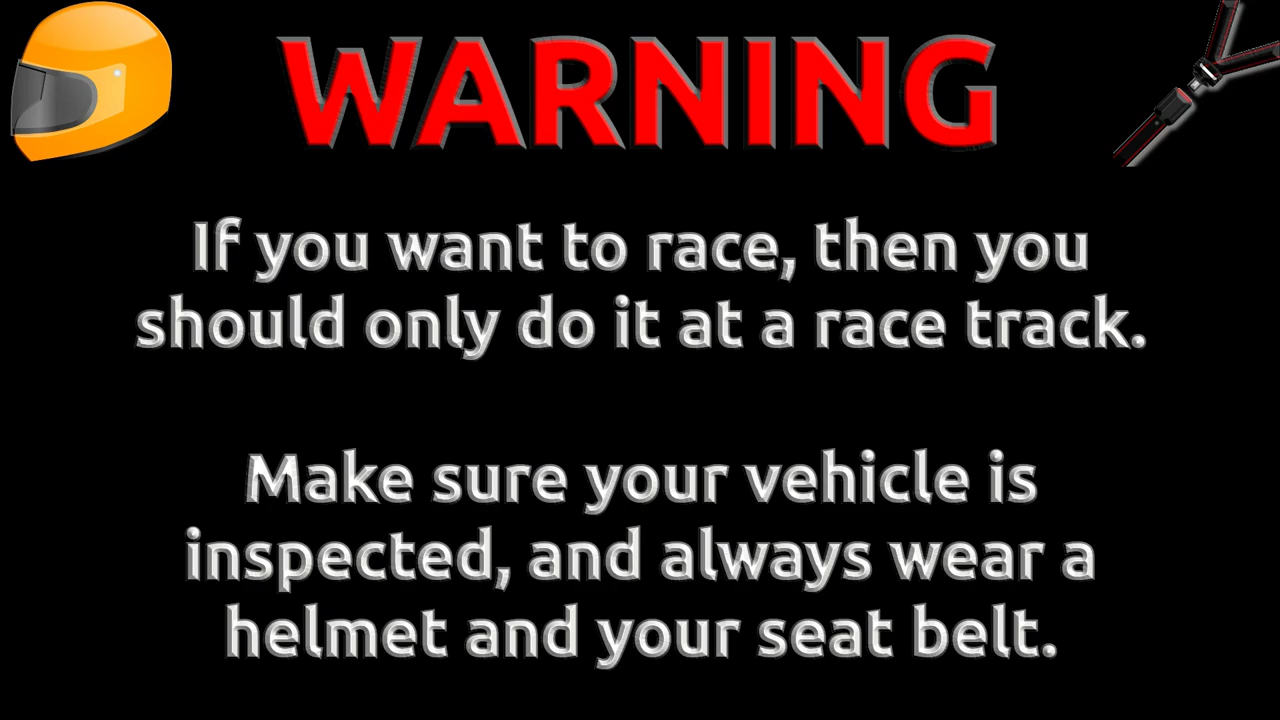 WARNING
If you want to race, then you
should only do it at a race track.
Make sure your vehicle is
inspected, and always wear a
helmet and your seat belt.